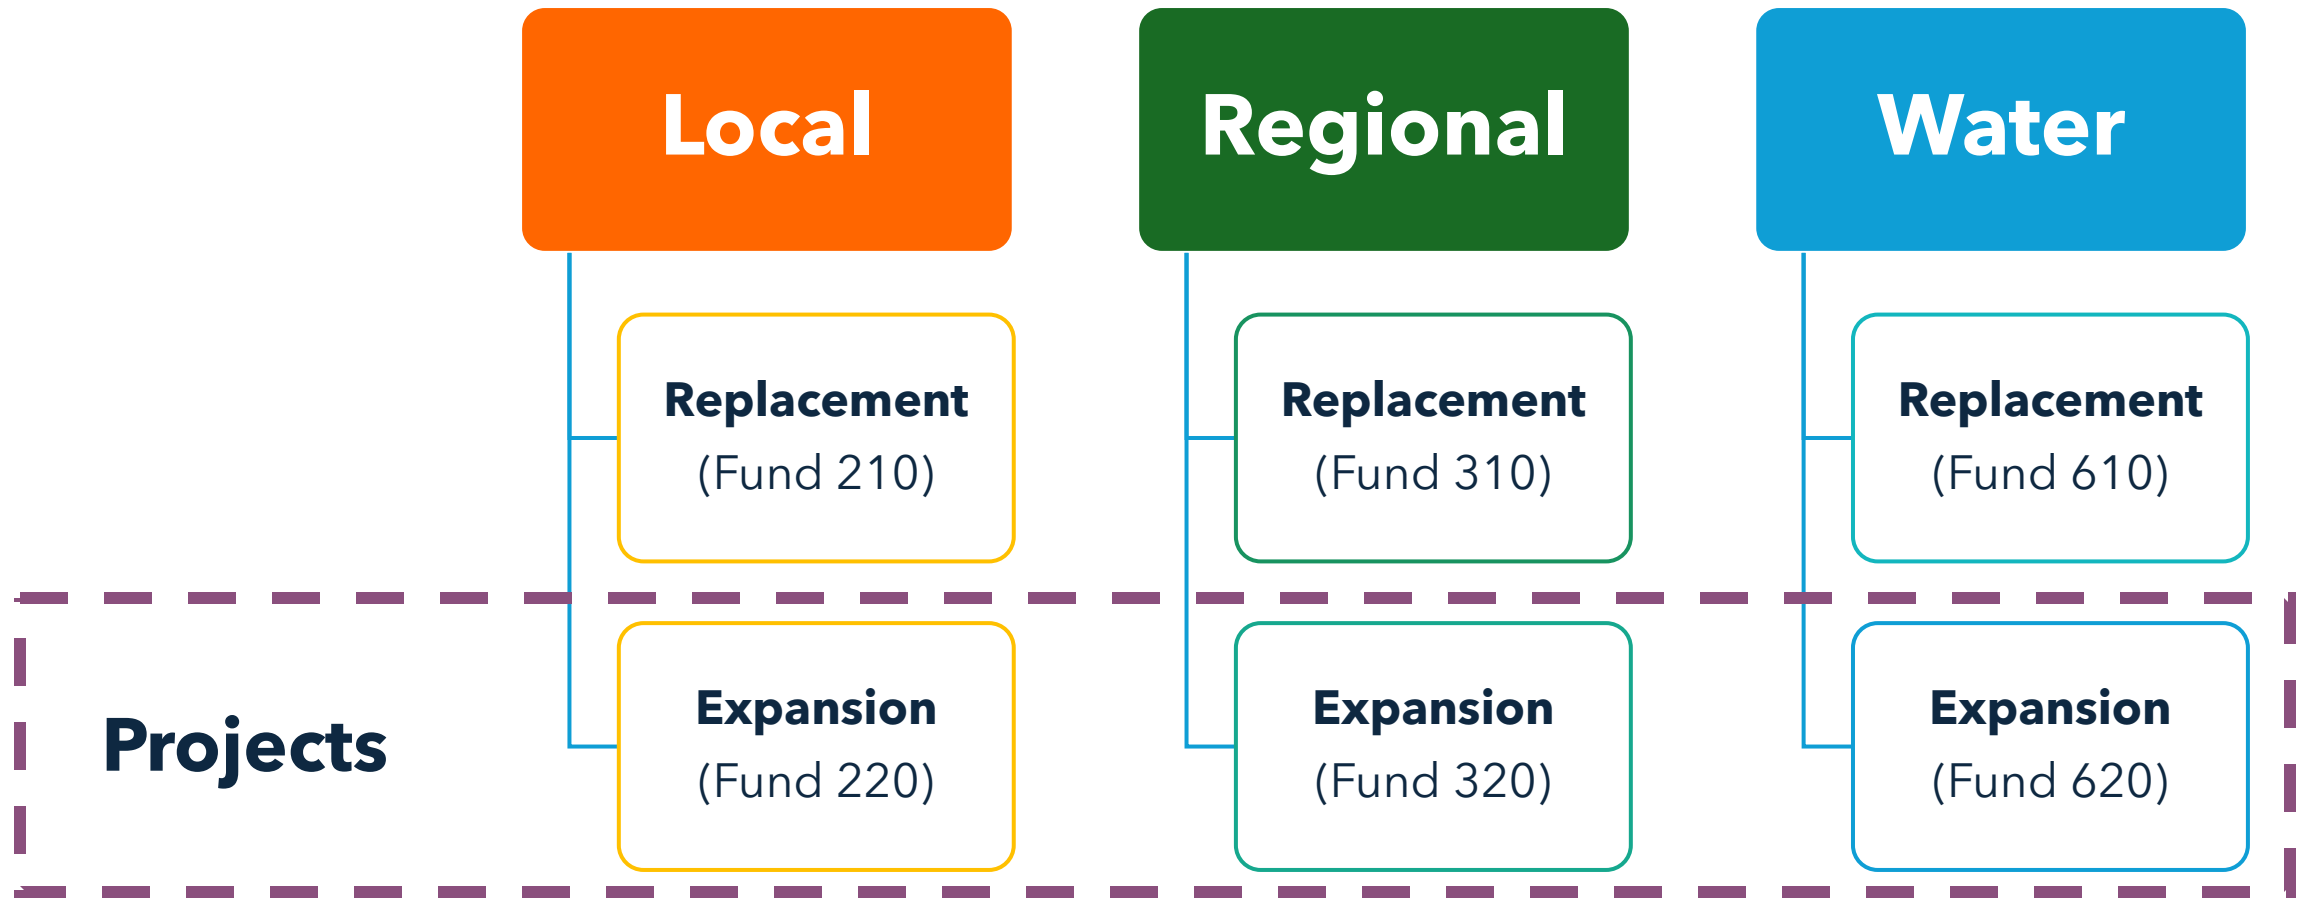 Local
Regional
Water
Replacement
(Fund 210)
Replacement
(Fund 310)
Replacement
(Fund 610)
Projects
Expansion
(Fund 220)
Expansion
(Fund 320)
Expansion
(Fund 620)